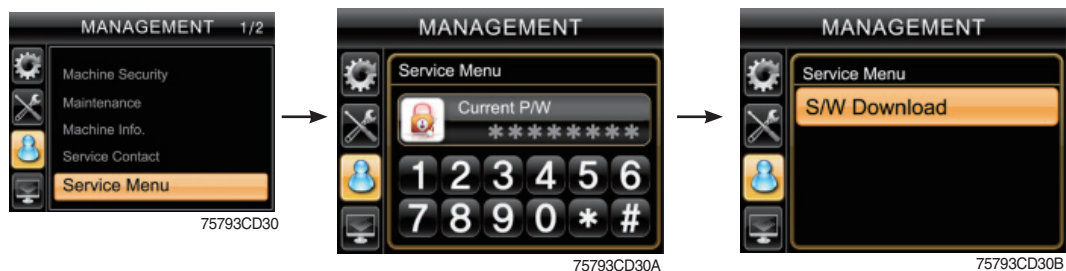 MANAGEMENT 1/2
Machine Security
Maintenance
Machine Info.
Service Contact
Service Menu
75793CD30
MANAGEMENT
Service Menu
Current P/W
********
1 2 3 4 5 6
7 8 9 0 * #
75793CD30A
MANAGEMENT
Service Menu
S/W Download
75793CD30B